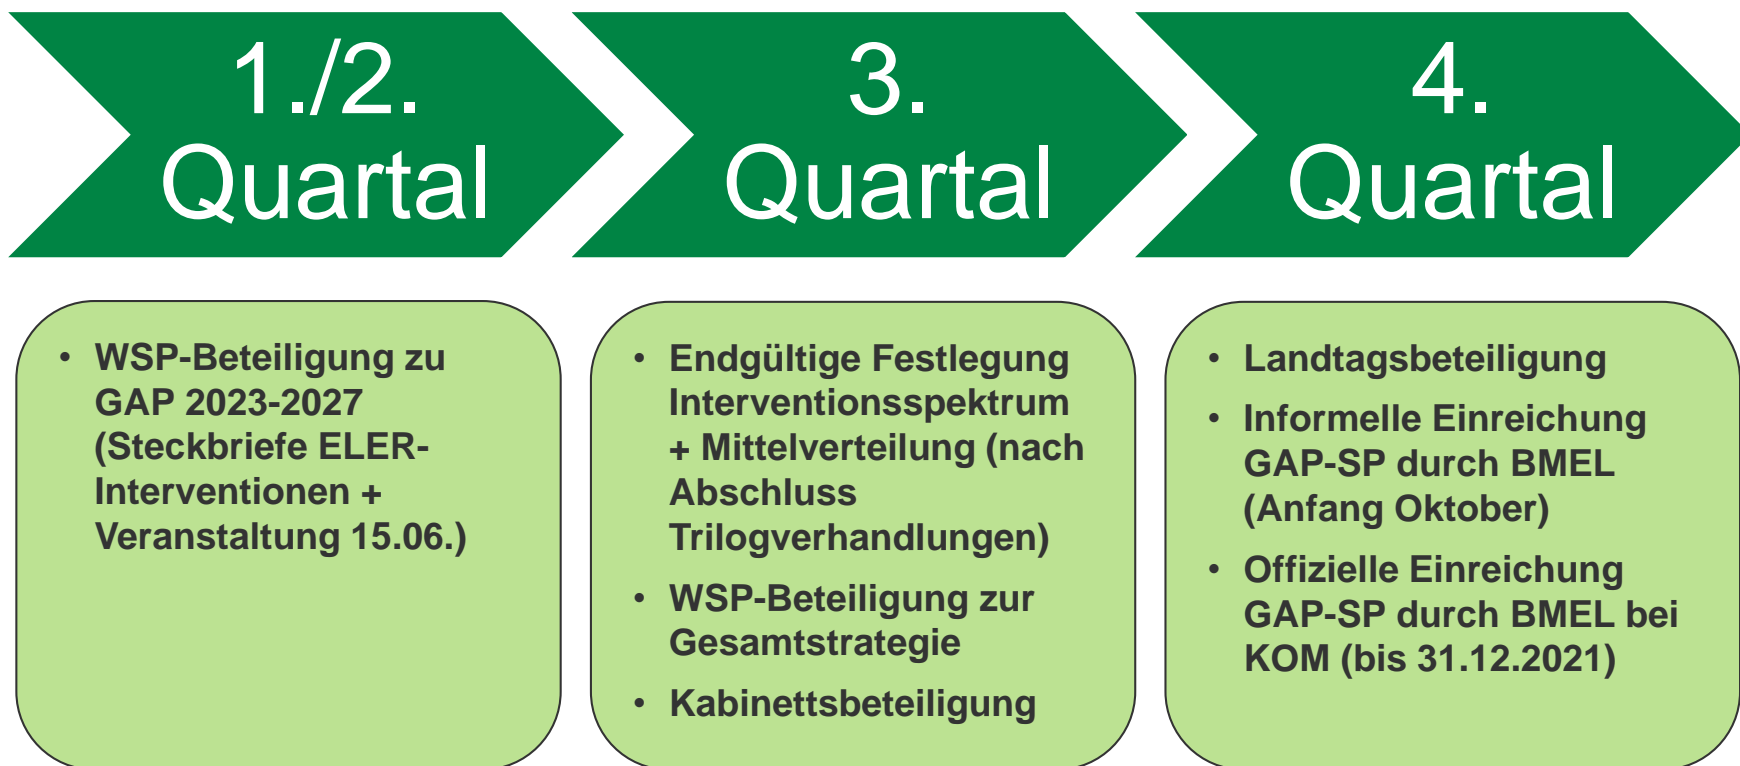 1./2.
Quartal
3.
Quartal
4.
Quartal
• WSP-Beteiligung zu
GAP 2023-2027
(Steckbriefe ELER-
Interventionen +
Veranstaltung 15.06.)
• Endgültige Festlegung
Interventionsspektrum
+ Mittelverteilung (nach
Abschluss
Trilogverhandlungen)
• WSP-Beteiligung zur
Gesamtstrategie
• Kabinettsbeteiligung
• Landtagsbeteiligung
• Informelle Einreichung
GAP-SP durch BMEL
(Anfang Oktober)
• Offizielle Einreichung
GAP-SP durch BMEL bei
KOM (bis 31.12.2021)